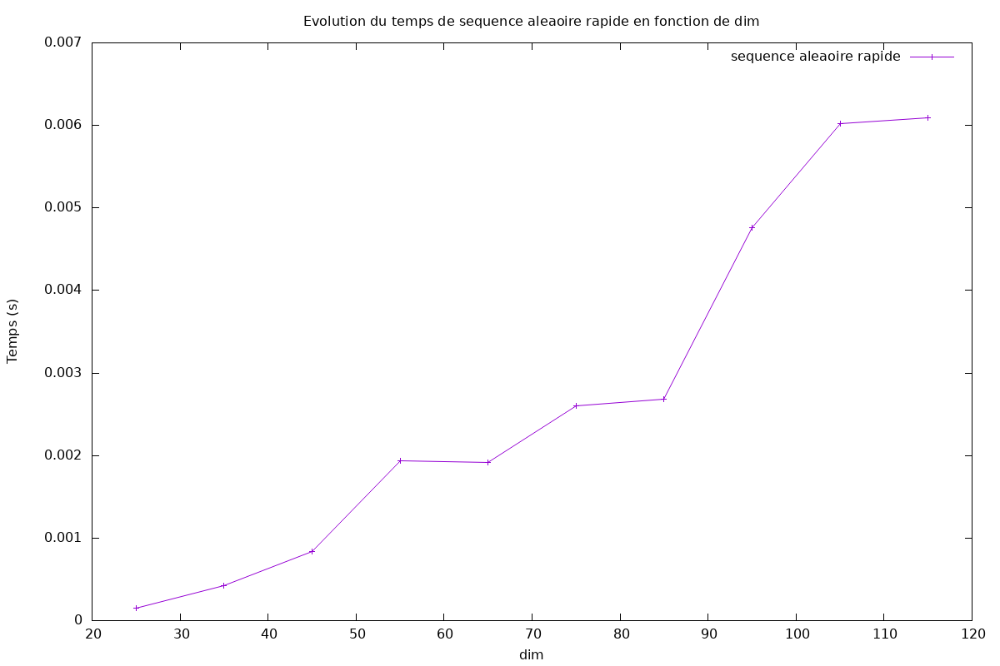 Evolution du temps de sequence aleaoire rapide en fonction de dim
0.007
sequence aleaoire rapide
0.006
0.005
0.004
Temps (s)
0.003
0.002
0.001
0
20 30 40 50 60 70 80 90 100 110 120
dim